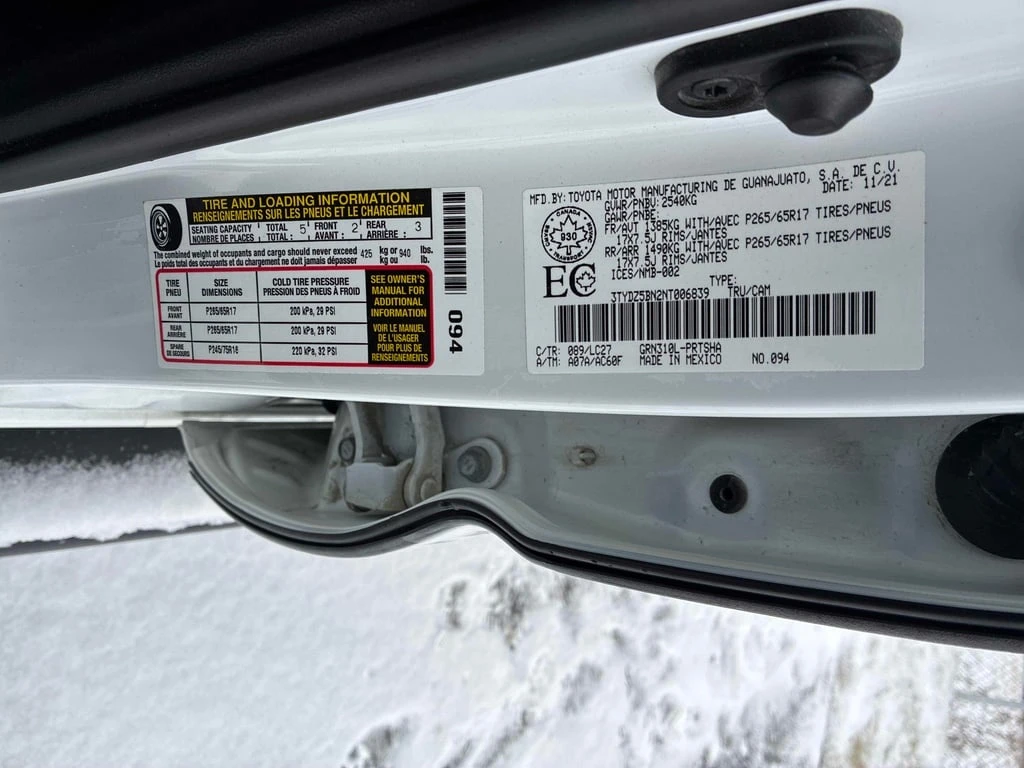 TIRE AND LOADING INFORMATION
RENSEIGNEMENTS SUR LES PNEUS ET LE CHARGEMENT
SEATING CAPACITY TOTAL 5 FRONT 2 REAR 3
NOMBRE DE PLACES : TOTAL : AVANT : ARRIÈRE :
The combined weight of occupants and cargo should never exceed 425 kg or 940 lbs.
Le poids total des occupants et du chargement ne doit jamais dépasser kg ou lb.
TIRE SIZE COLD TIRE PRESSURE
PNEU DIMENSIONS PRESSION DES PNEUS À FROID
FRONT
AVANT P265/65R17 200 kPa, 29 PSI
REAR
ARRIÈRE P265/65R17 200 kPa, 29 PSI
SPARE
DE SECOURS P245/75R16 220 kPa, 32 PSI
SEE OWNER'S
MANUAL FOR
ADDITIONAL
INFORMATION
VOIR LE MANUEL
DE L'USAGER
POUR PLUS DE
RENSEIGNEMENTS
094
MFD.BY: TOYOTA MOTOR MANUFACTURING DE GUANAJUATO, S.A. DE C.V.
GVWR/PNBV: 2540KG DATE: 11/21
GAWR/PNBE:
FR/AVT 1385KG WITH/AVEC P265/65R17 TIRES/PNEUS
17X7.5J RIMS/JANTES
RR/ARR 1490KG WITH/AVEC P265/65R17 TIRES/PNEUS
17X7.5J RIMS/JANTES
ICES/NMB-002
CANADA
930
EC
TYPE:
3TYDZ5BN2NT006839 TRU/CAM
C/TR: 089/LC27 GRN310L-PRTSHA
A/TM: A07A/AC60F MADE IN MEXICO NO.094